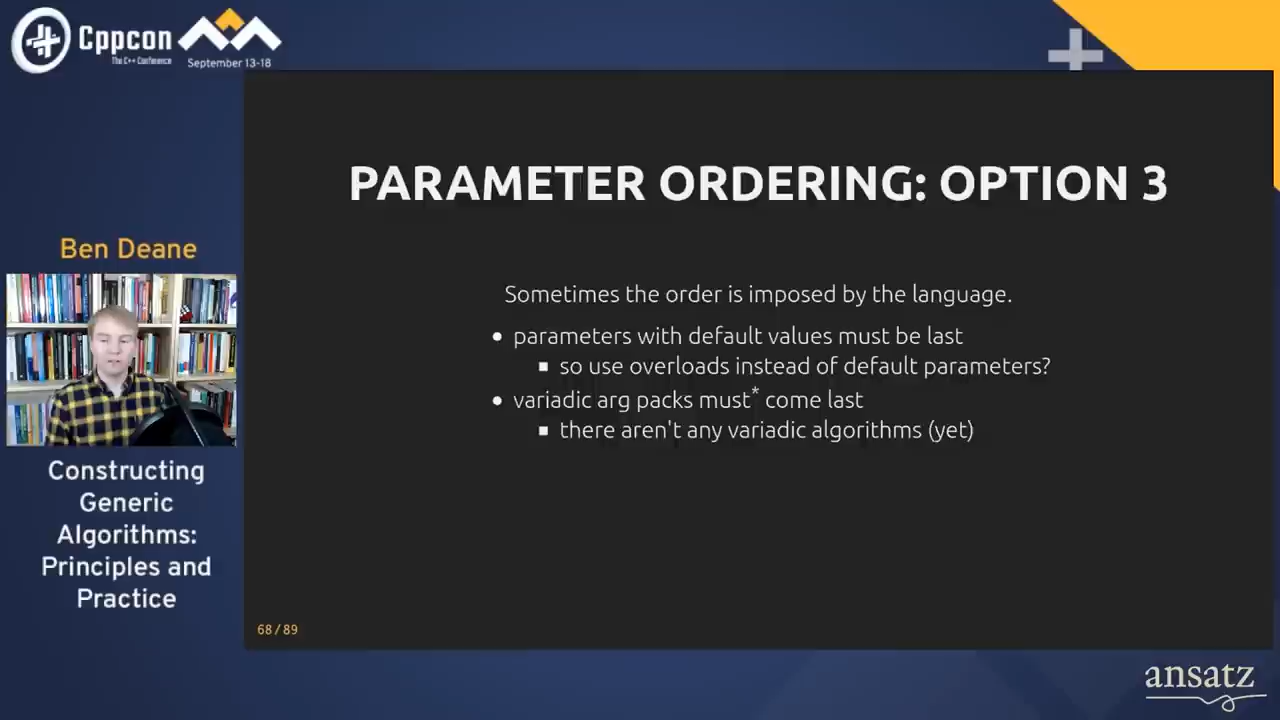 Cppcon
The C++ Conference
September 13-18
Ben Deane
Constructing
Generic
Algorithms:
Principles and
Practice
PARAMETER ORDERING: OPTION 3
Sometimes the order is imposed by the language.
• parameters with default values must be last
▪ so use overloads instead of default parameters?
• variadic arg packs must* come last
▪ there aren't any variadic algorithms (yet)
68 / 89
ansatz